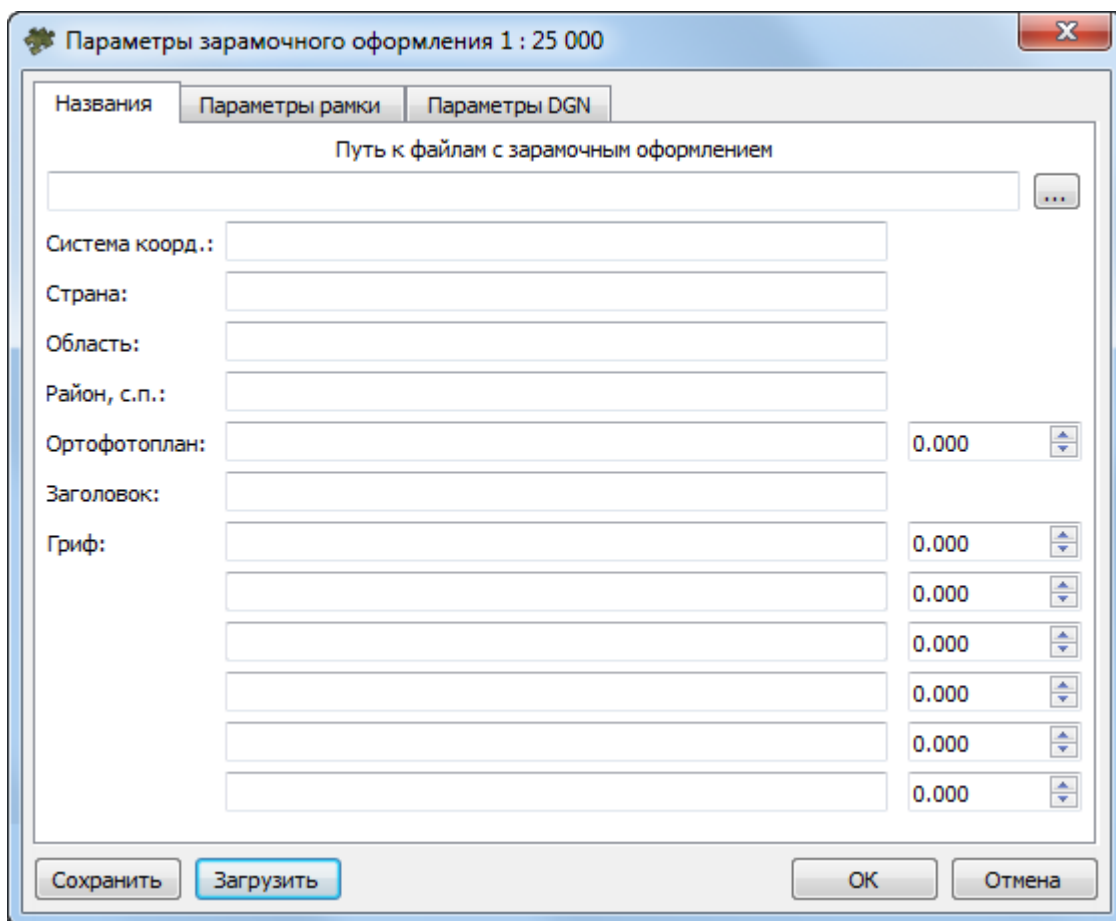 Параметры зарамочного оформления 1 : 25 000
Названия Параметры рамки Параметры DGN
Путь к файлам с зарамочным оформлением
...
Система коорд.:
Страна:
Область:
Район, с.п.:
Ортофотоплан: 0.000
Заголовок:
Гриф: 0.000
0.000
0.000
0.000
0.000
0.000
Сохранить Загрузить OK Отмена